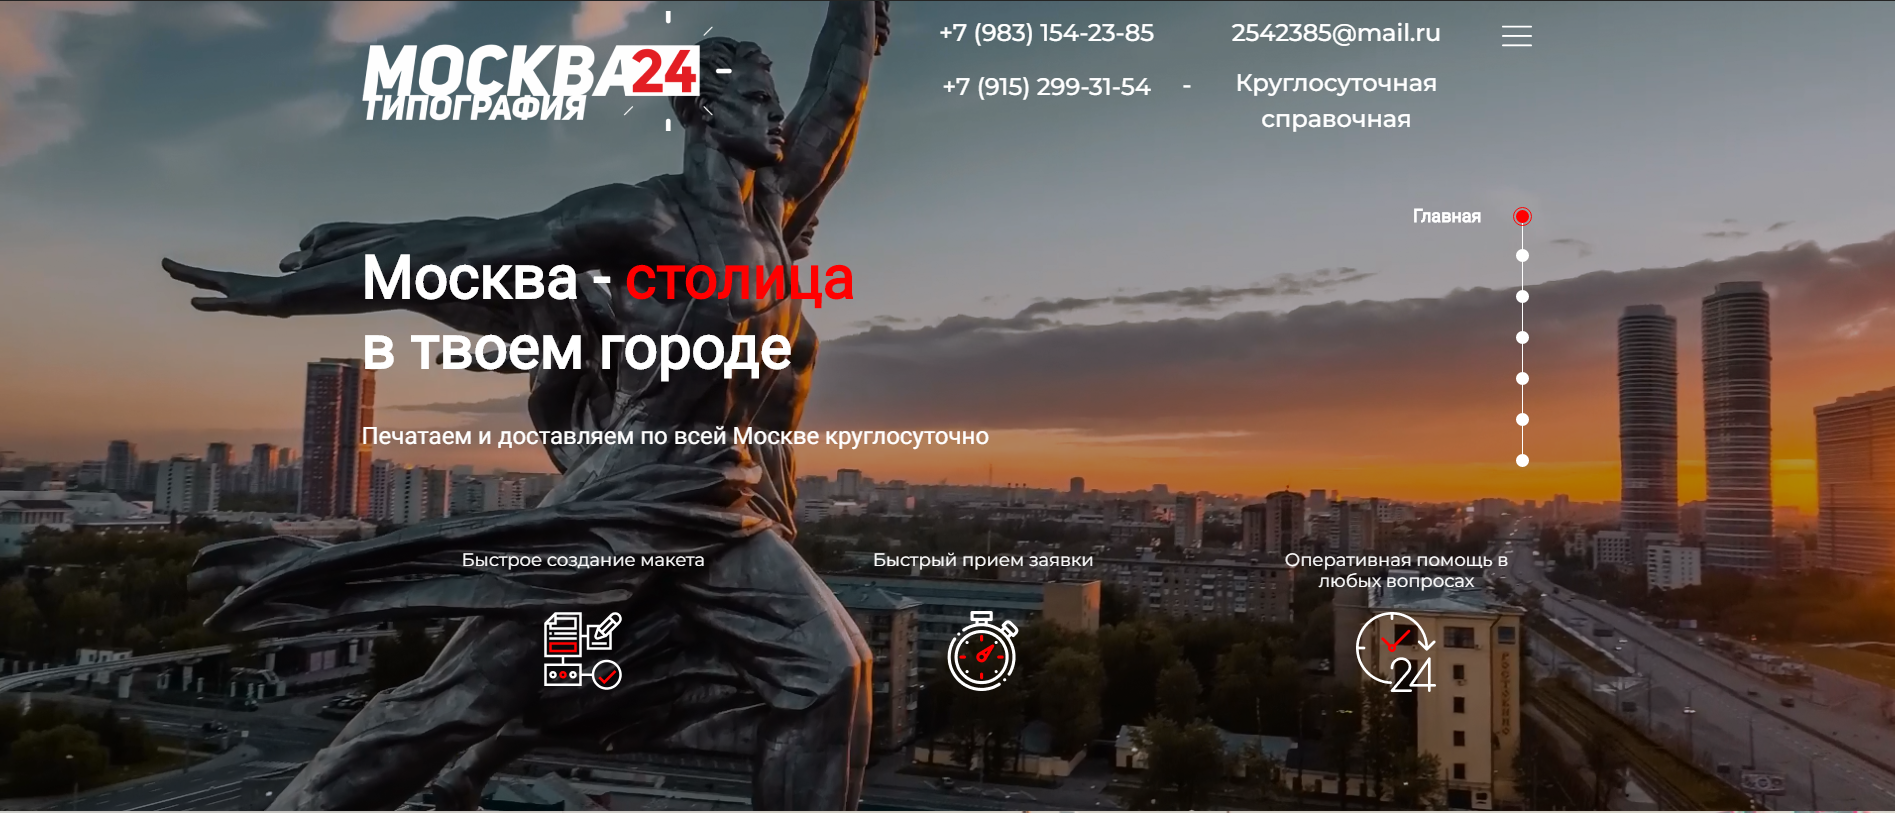 МОСКВА24
ТИПОГРАФИЯ
+7 (983) 154-23-85
2542385@mail.ru
+7 (915) 299-31-54 - Круглосуточная
справочная
Главная
Москва - столица
в твоем городе
Печатаем и доставляем по всей Москве круглосуточно
Быстрое создание макета
Быстрый прием заявки
Оперативная помощь в
любых вопросах
24